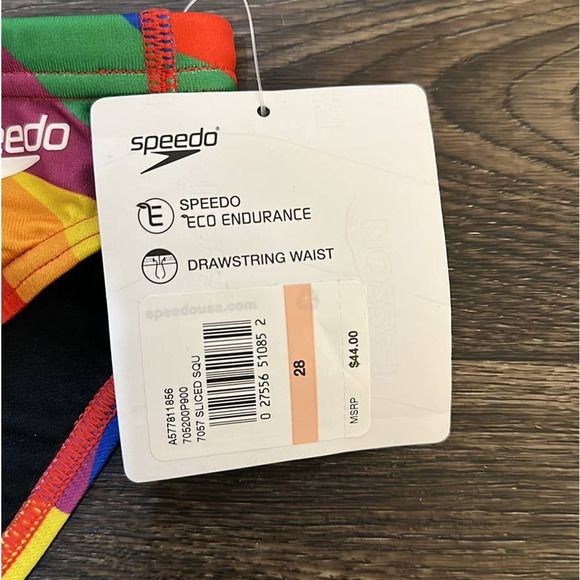 eedo
speedo
SPEEDO
ECO ENDURANCE
DRAWSTRING WAIST
speedousa.com
A577811856
705200P900
7057 SLICED SQU
0 27556 51085 2
28
MSRP $44.00